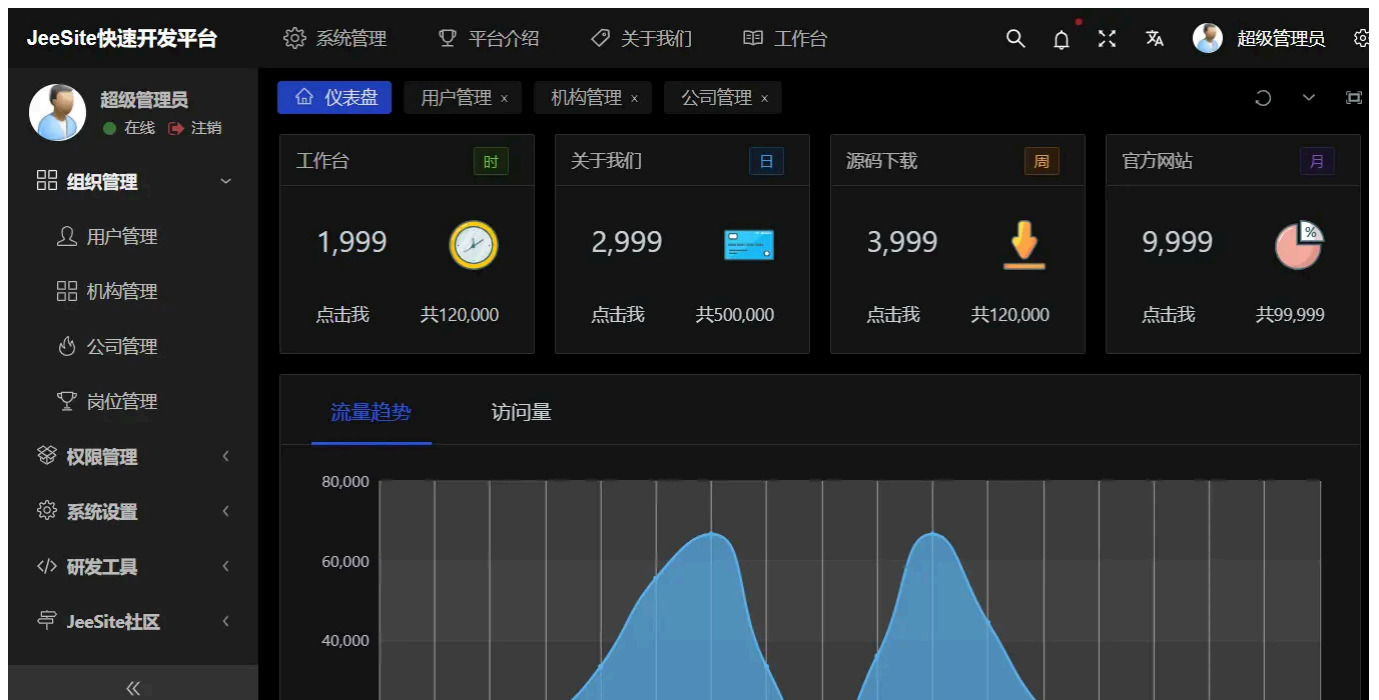 JeeSite快速开发平台
系统管理
平台介绍
关于我们
工作台
超级管理员
超级管理员
在线
注销
组织管理
用户管理
机构管理
公司管理
岗位管理
权限管理
系统设置
研发工具
JeeSite社区
仪表盘
用户管理 ×
机构管理 ×
公司管理 ×
工作台 时
1,999
点击我 共120,000
关于我们 日
2,999
点击我 共500,000
源码下载 周
3,999
点击我 共120,000
官方网站 月
9,999
%
点击我 共99,999
流量趋势
访问量
80,000
60,000
40,000